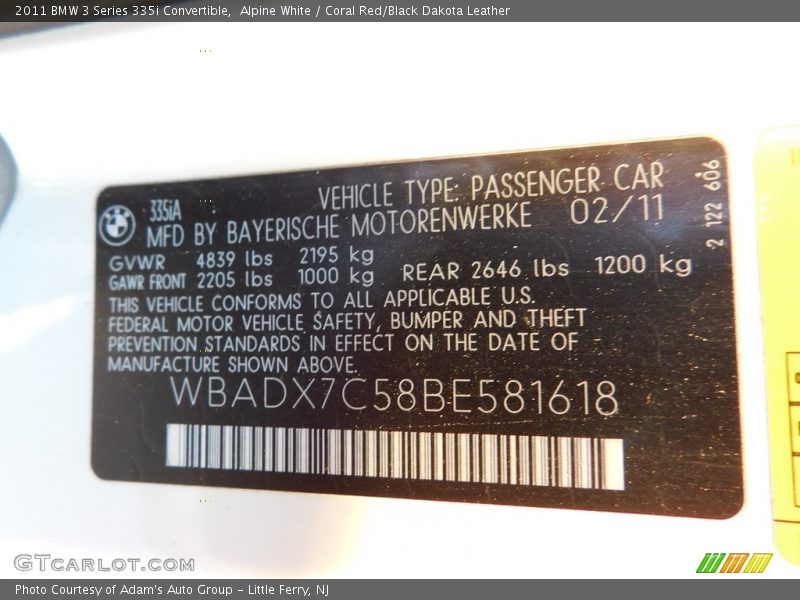 2011 BMW 3 Series 335i Convertible,  Alpine White / Coral Red/Black Dakota Leather
335iA
VEHICLE TYPE: PASSENGER CAR
MFD BY BAYERISCHE MOTORENWERKE 02/11
GVWR 4839 lbs 2195 kg
GAWR FRONT 2205 lbs 1000 kg REAR 2646 lbs 1200 kg
THIS VEHICLE CONFORMS TO ALL APPLICABLE U.S.
FEDERAL MOTOR VEHICLE SAFETY, BUMPER AND THEFT
PREVENTION STANDARDS IN EFFECT ON THE DATE OF
MANUFACTURE SHOWN ABOVE.
WBADX7C58BE581618
2 122 606
GTCARLOT.COM
Photo Courtesy of Adam's Auto Group – Little Ferry, NJ